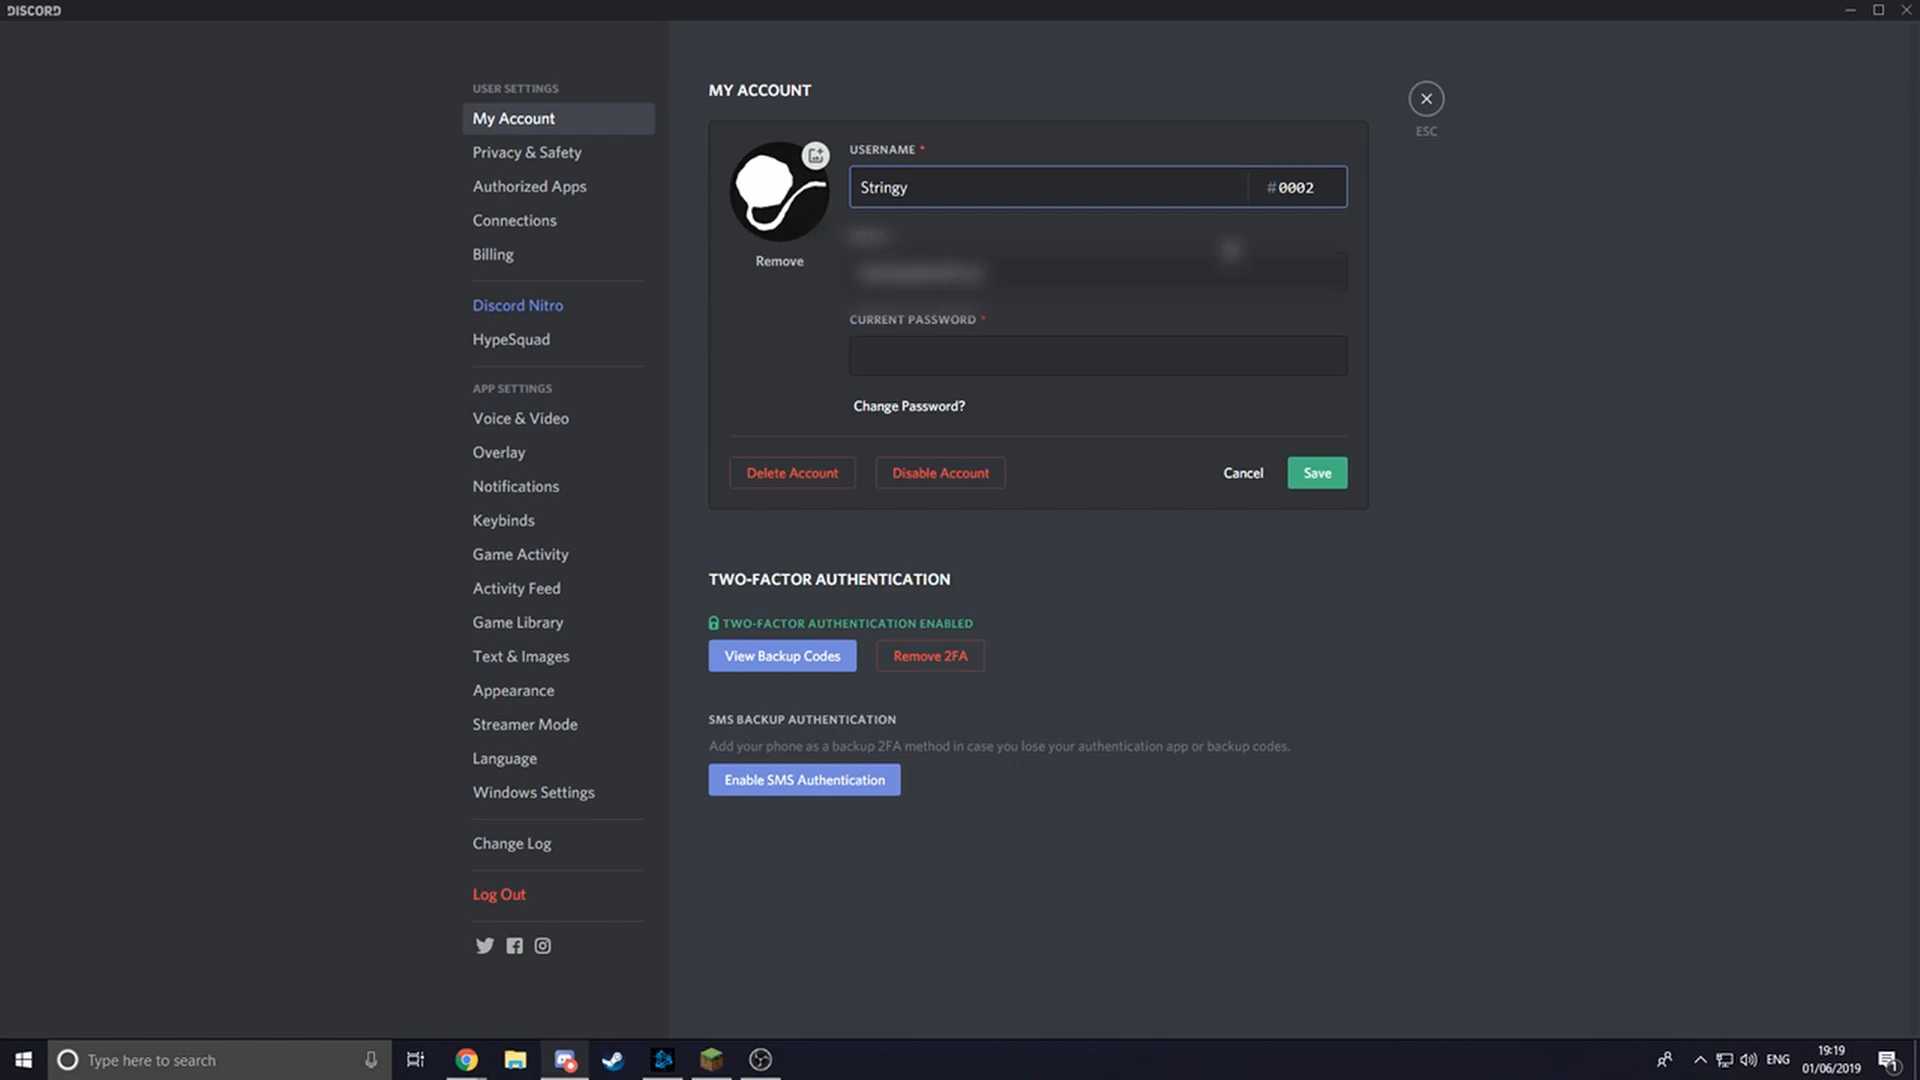 DISCORD
USER SETTINGS
My Account
Privacy & Safety
Authorized Apps
Connections
Billing
Discord Nitro
HypeSquad
APP SETTINGS
Voice & Video
Overlay
Notifications
Keybinds
Game Activity
Activity Feed
Game Library
Text & Images
Appearance
Streamer Mode
Language
Windows Settings
Change Log
Log Out
MY ACCOUNT
ESC
Remove
USERNAME *
Stringy #0002
CURRENT PASSWORD *
Change Password?
Delete Account Disable Account Cancel Save
TWO-FACTOR AUTHENTICATION
TWO-FACTOR AUTHENTICATION ENABLED
View Backup Codes Remove 2FA
SMS BACKUP AUTHENTICATION
Add your phone as a backup 2FA method in case you lose your authentication app or backup codes.
Enable SMS Authentication
Type here to search
ENG
19:19
01/06/2019
1